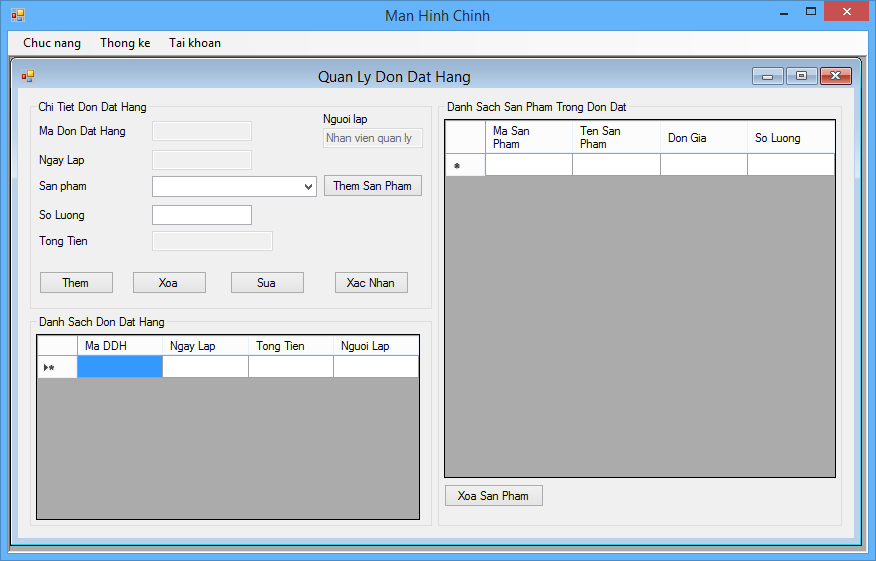 Man Hinh Chinh
Chuc nang Thong ke Tai khoan
Quan Ly Don Dat Hang
Chi Tiet Don Dat Hang
Ma Don Dat Hang
Nguoi lap
Nhan vien quan ly
Ngay Lap
San pham
Them San Pham
So Luong
Tong Tien
Them Xoa Sua Xac Nhan
Danh Sach Don Dat Hang
Ma DDH Ngay Lap Tong Tien Nguoi Lap
Danh Sach San Pham Trong Don Dat
Ma San Pham Ten San Pham Don Gia So Luong
Xoa San Pham